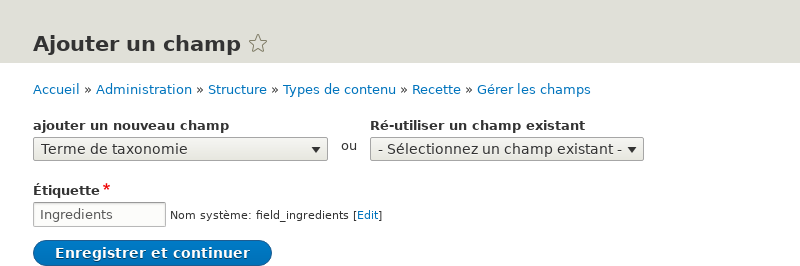 Ajouter un champ
Accueil » Administration » Structure » Types de contenu » Recette » Gérer les champs
ajouter un nouveau champ
Terme de taxonomie
ou
Ré-utiliser un champ existant
- Sélectionnez un champ existant -
Étiquette*
Ingredients
Nom système: field_ingredients [Edit]
Enregistrer et continuer